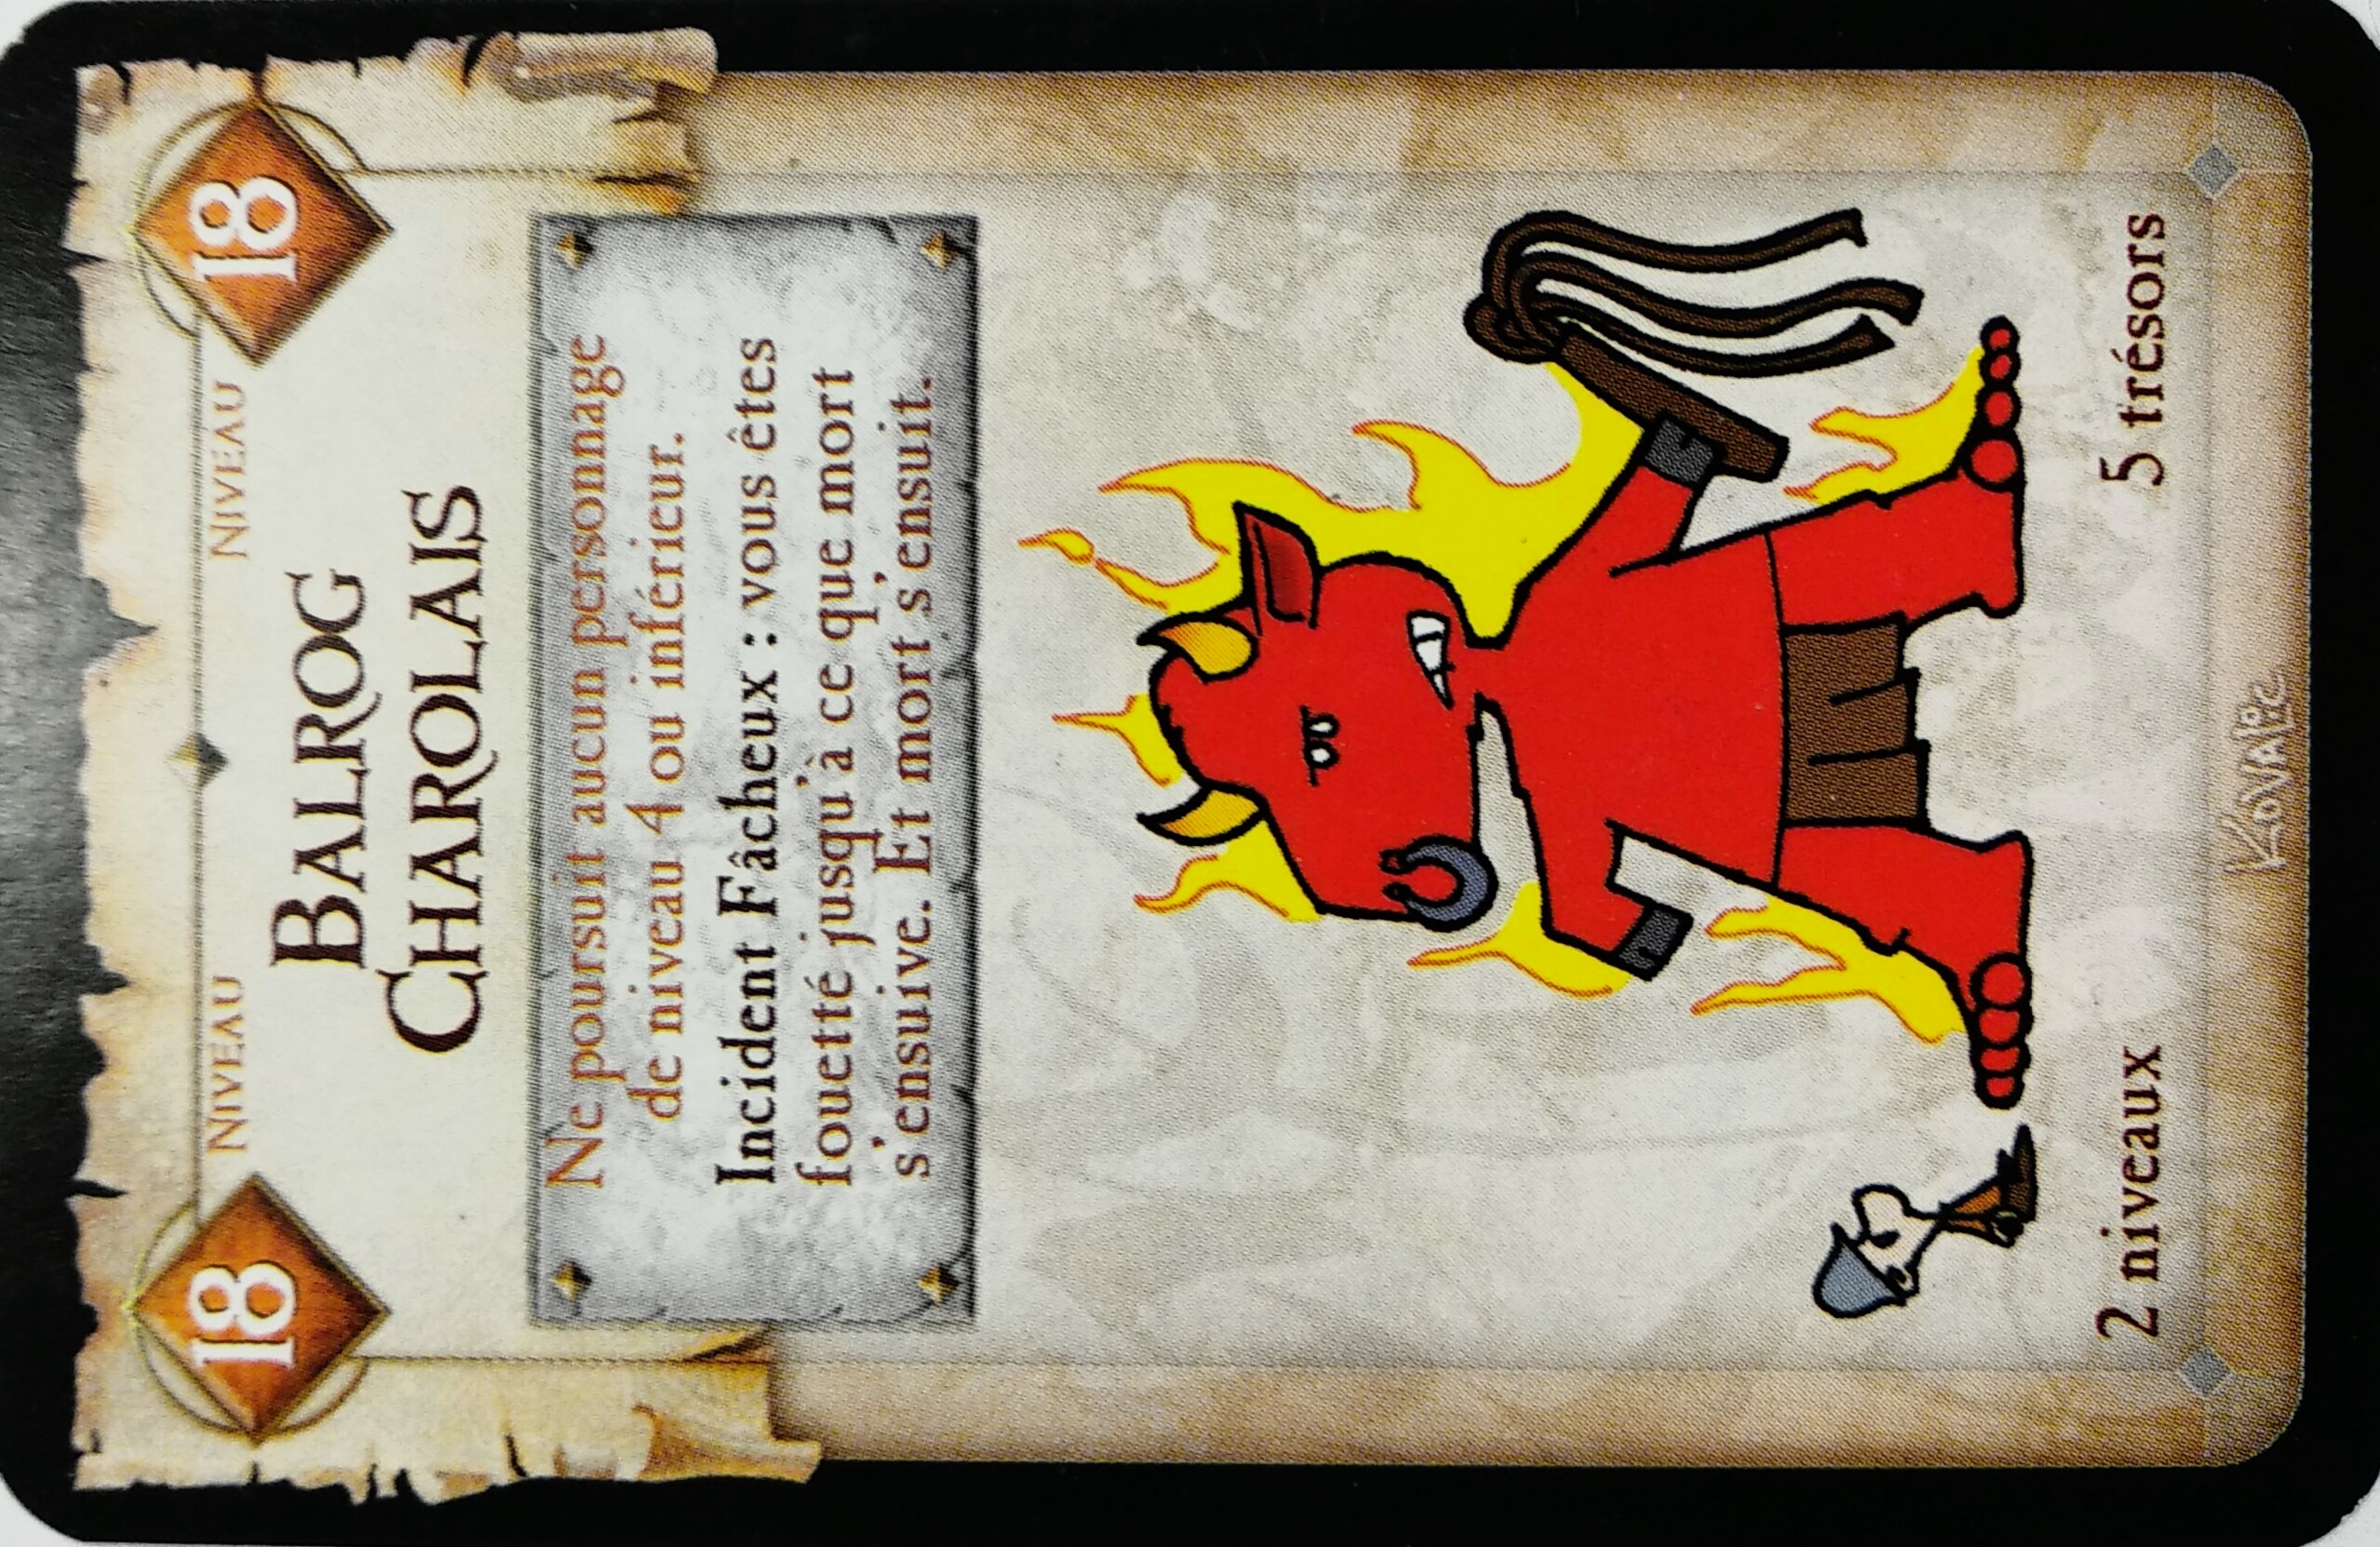 18 NIVEAU NIVEAU 18
BALROG
CHAROLAIS
Ne poursuit aucun personnage
de niveau 4 ou inférieur.
Incident Fâcheux : vous êtes
fouetté jusqu'à ce que mort
s'ensuive. Et mort s'ensuit.
2 niveaux 5 trésors
KOVALIC